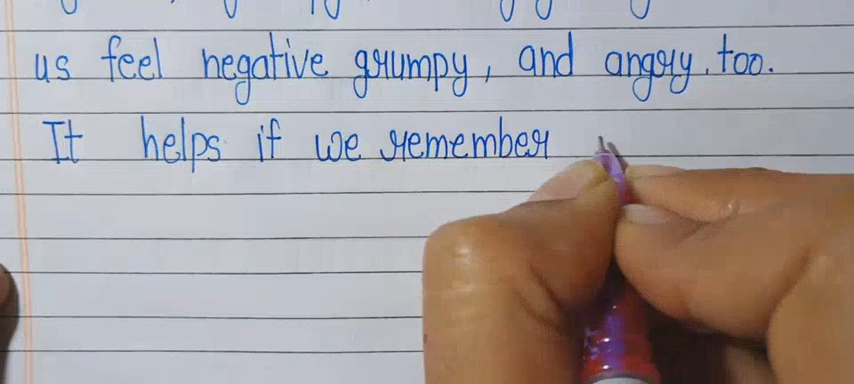 us feel negative grumpy, and angry, too.
It helps if we remember